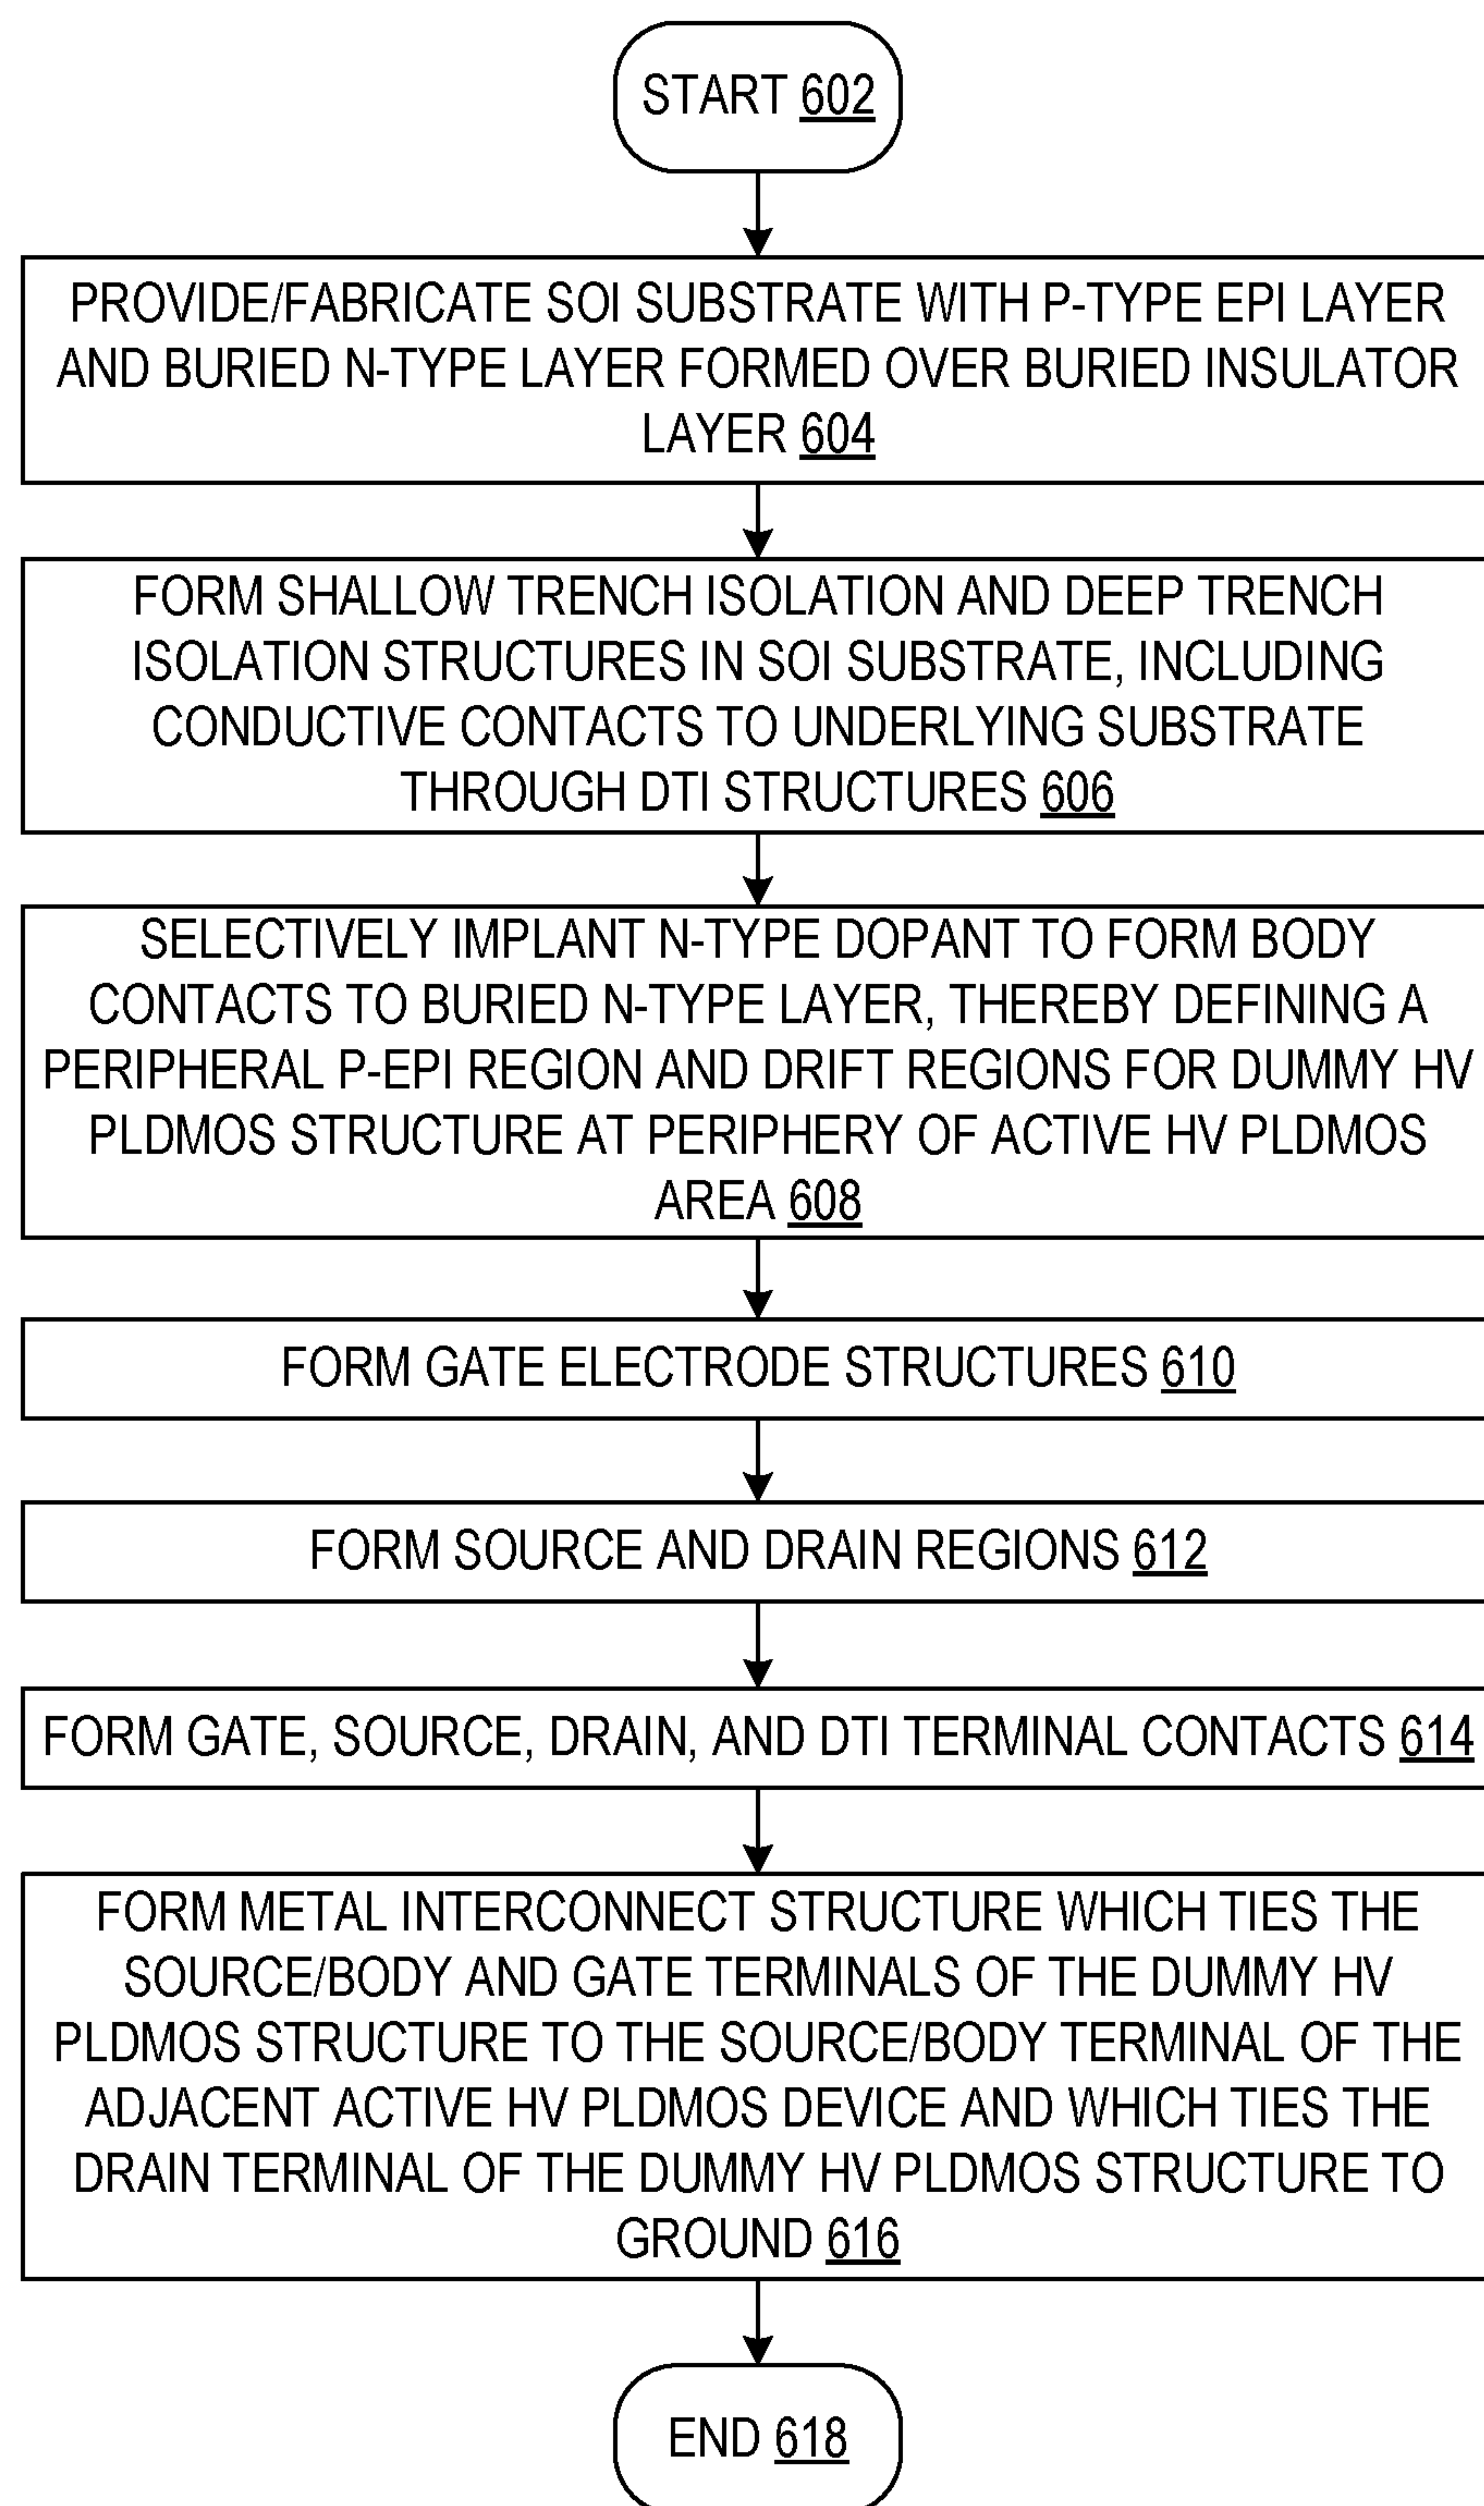 START 602
PROVIDE/FABRICATE SOI SUBSTRATE WITH P-TYPE EPI LAYER
AND BURIED N-TYPE LAYER FORMED OVER BURIED INSULATOR
LAYER 604
FORM SHALLOW TRENCH ISOLATION AND DEEP TRENCH
ISOLATION STRUCTURES IN SOI SUBSTRATE, INCLUDING
CONDUCTIVE CONTACTS TO UNDERLYING SUBSTRATE
THROUGH DTI STRUCTURES 606
SELECTIVELY IMPLANT N-TYPE DOPANT TO FORM BODY
CONTACTS TO BURIED N-TYPE LAYER, THEREBY DEFINING A
PERIPHERAL P-EPI REGION AND DRIFT REGIONS FOR DUMMY HV
PLDMOS STRUCTURE AT PERIPHERY OF ACTIVE HV PLDMOS
AREA 608
FORM GATE ELECTRODE STRUCTURES 610
FORM SOURCE AND DRAIN REGIONS 612
FORM GATE, SOURCE, DRAIN, AND DTI TERMINAL CONTACTS 614
FORM METAL INTERCONNECT STRUCTURE WHICH TIES THE
SOURCE/BODY AND GATE TERMINALS OF THE DUMMY HV
PLDMOS STRUCTURE TO THE SOURCE/BODY TERMINAL OF THE
ADJACENT ACTIVE HV PLDMOS DEVICE AND WHICH TIES THE
DRAIN TERMINAL OF THE DUMMY HV PLDMOS STRUCTURE TO
GROUND 616
END 618